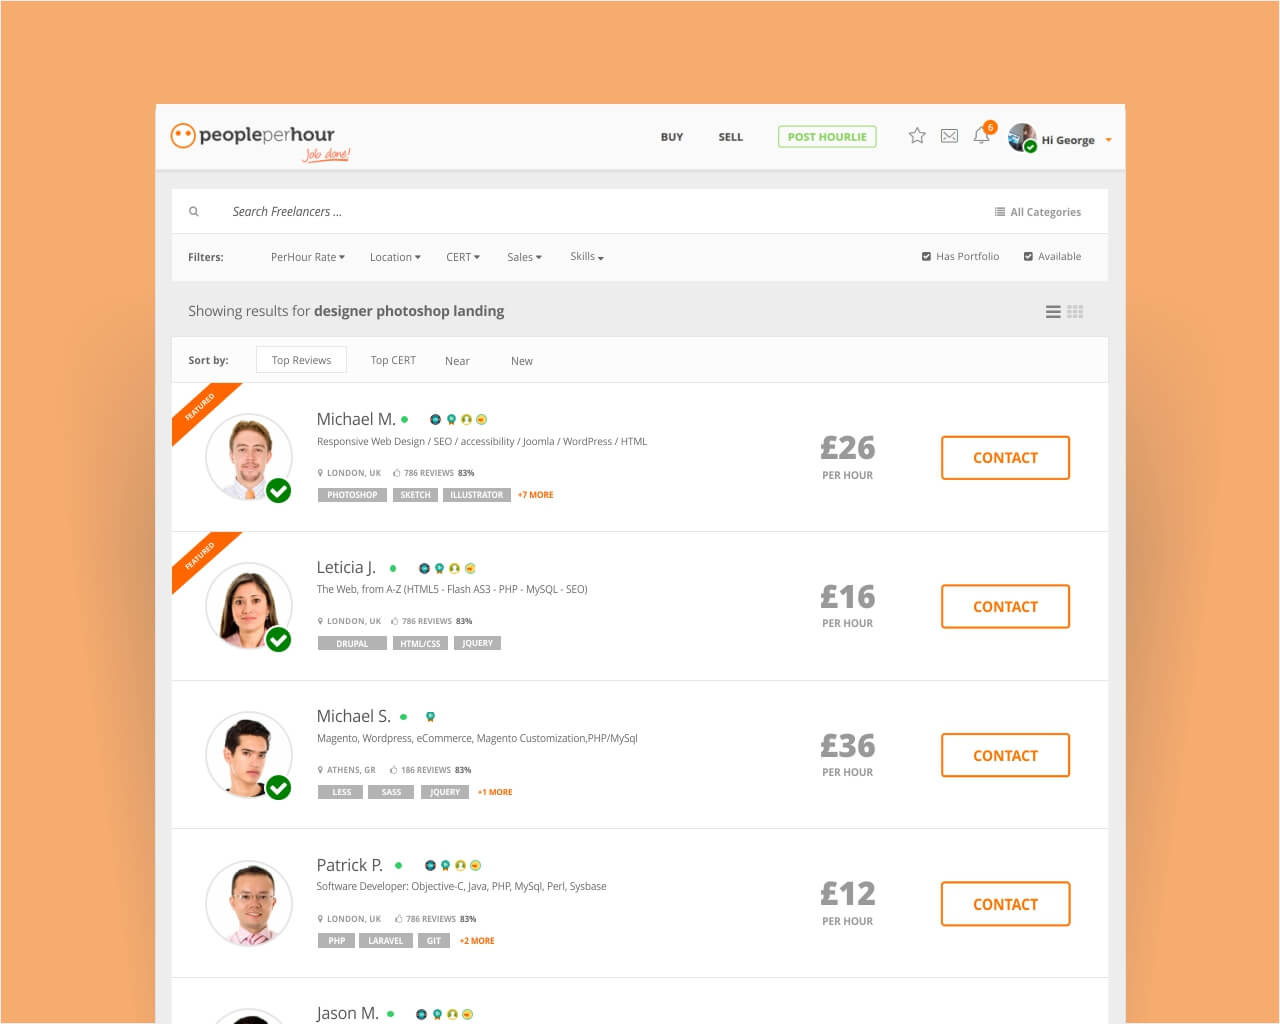 peopleperhour
Job done!
BUY SELL POST HOURLIE 6 Hi George
Search Freelancers ... All Categories
Filters: PerHour Rate Location CERT Sales Skills Has Portfolio Available
Showing results for designer photoshop landing
Sort by: Top Reviews Top CERT Near New
FEATURED
Michael M.
Responsive Web Design / SEO / accessibility / Joomla / WordPress / HTML
£26
PER HOUR
CONTACT
LONDON, UK 786 REVIEWS 83%
PHOTOSHOP SKETCH ILLUSTRATOR +7 MORE
FEATURED
Leticia J.
The Web, from A-Z (HTML5 - Flash AS3 - PHP - MySQL - SEO)
£16
PER HOUR
CONTACT
LONDON, UK 786 REVIEWS 83%
DRUPAL HTML/CSS JQUERY
Michael S.
Magento, Wordpress, eCommerce, Magento Customization,PHP/MySql
£36
PER HOUR
CONTACT
ATHENS, GR 186 REVIEWS 83%
LESS SASS JQUERY +1 MORE
Patrick P.
Software Developer: Objective-C, Java, PHP, MySql, Perl, Sysbase
£12
PER HOUR
CONTACT
LONDON, UK 786 REVIEWS 83%
PHP LARAVEL GIT +2 MORE
Jason M.